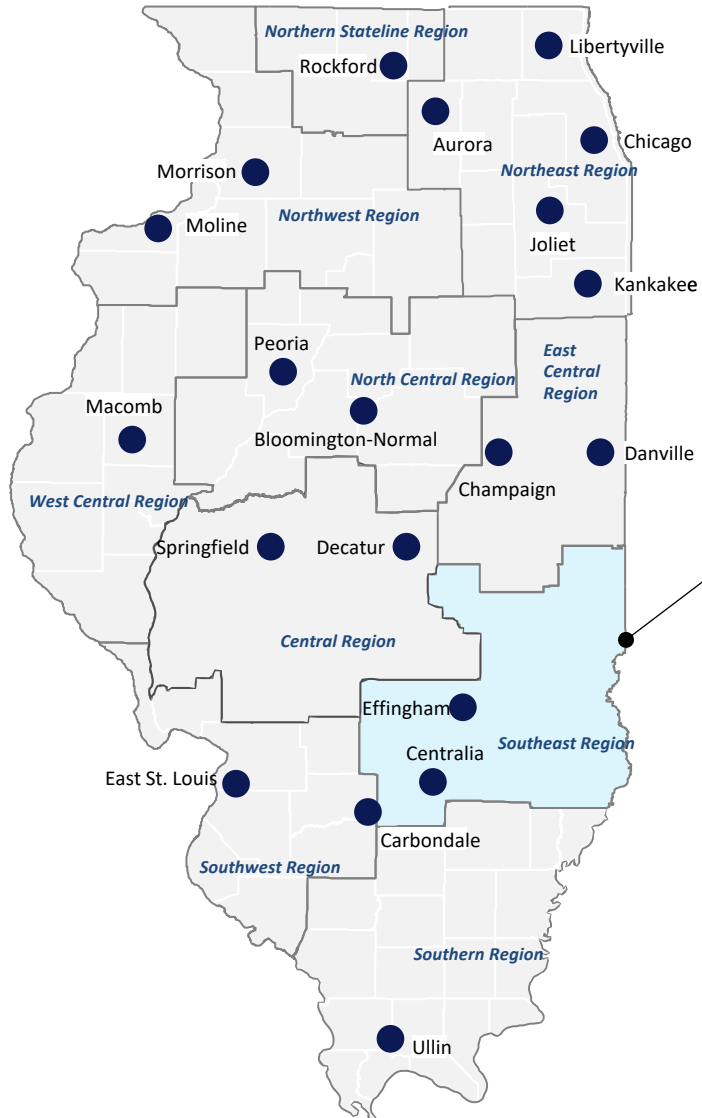 Northern Stateline Region
Libertyville
Rockford
Aurora
Chicago
Morrison
Northeast Region
Northwest Region
Moline
Joliet
Kankakee
Peoria
East
Central
Region
North Central Region
Macomb
Bloomington-Normal
Danville
Champaign
West Central Region
Springfield
Decatur
Central Region
Effingham
Southeast Region
Centralia
East St. Louis
Carbondale
Southwest Region
Southern Region
Ullin